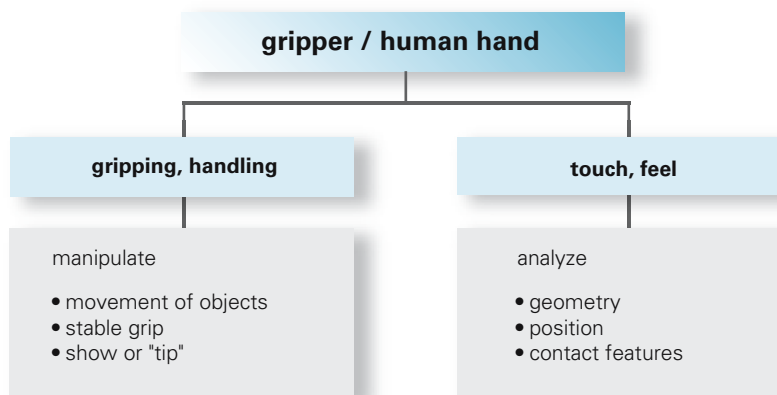 gripper / human hand
gripping, handling
touch, feel
manipulate
• movement of objects
• stable grip
• show or "tip"
analyze
• geometry
• position
• contact features